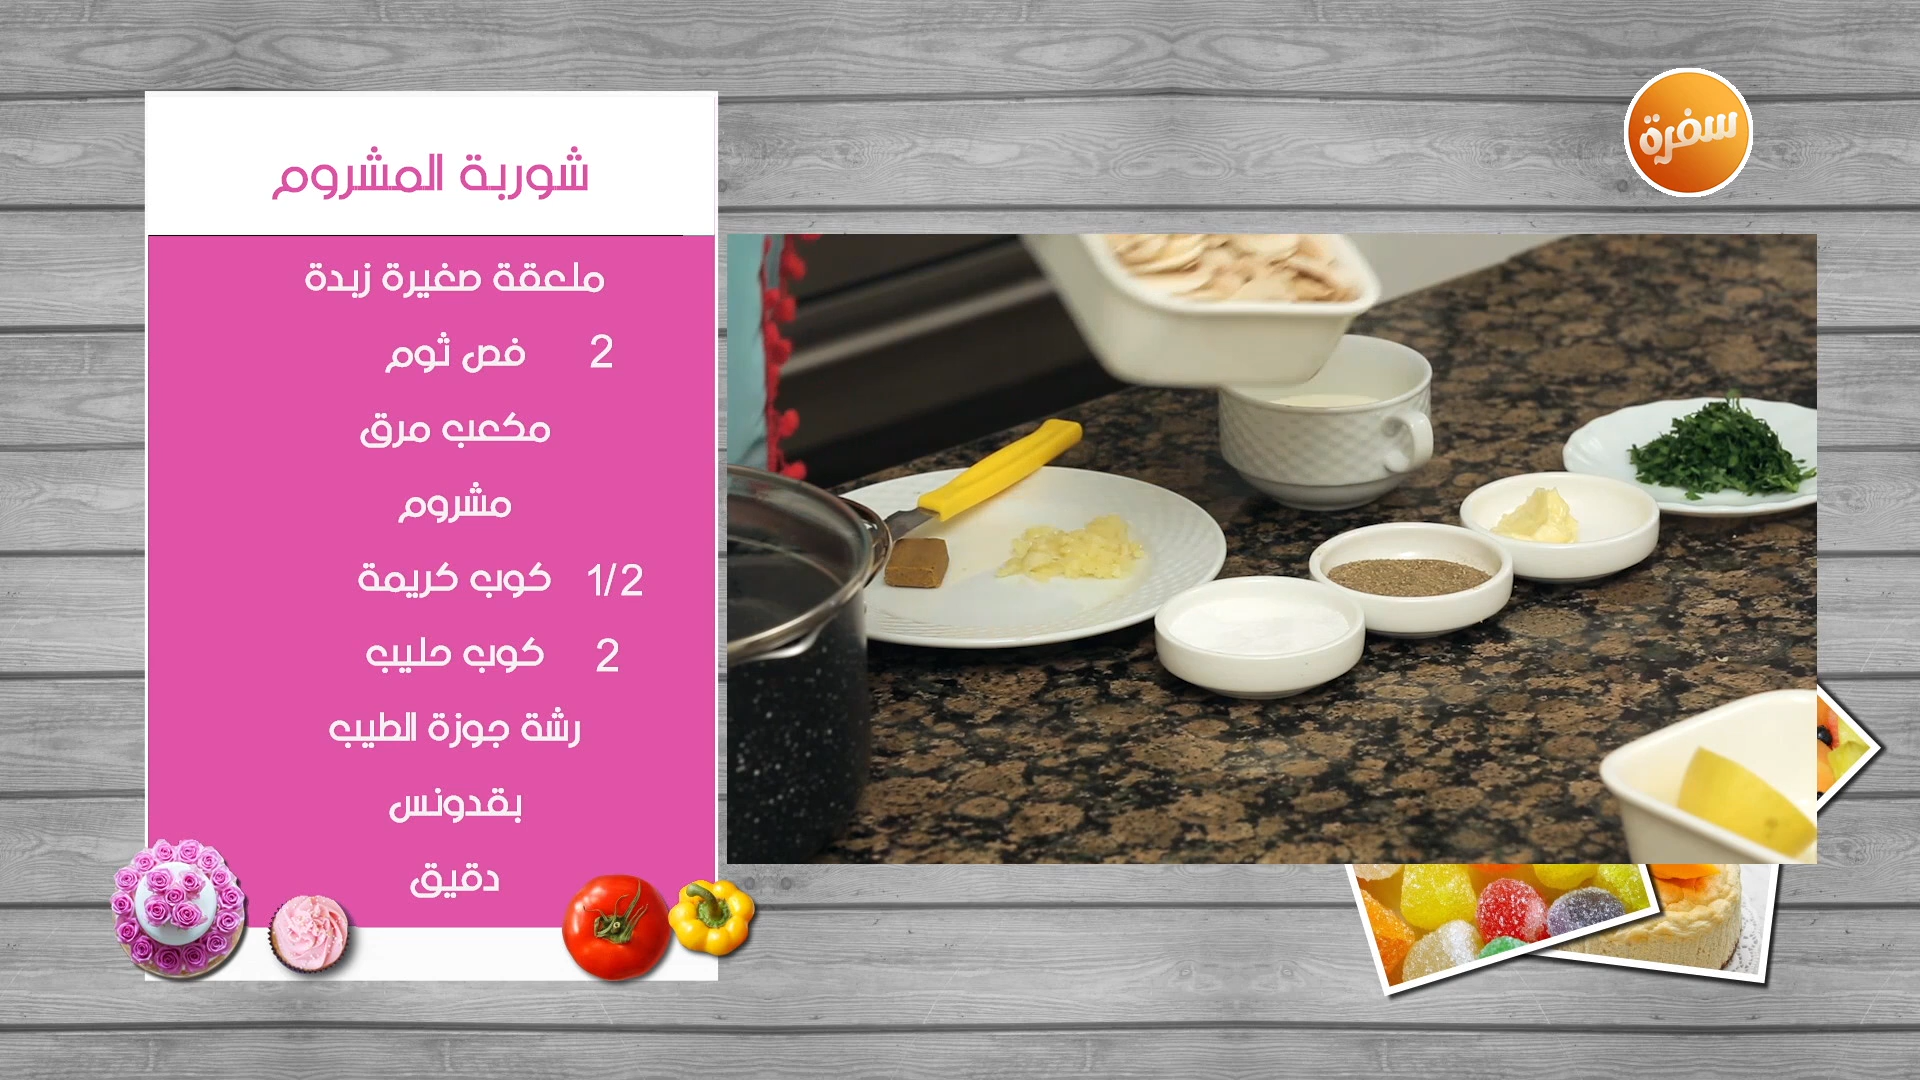 سفرة
شوربة المشروم
ملعقة صغيرة زبدة
2 فص ثوم
مكعب مرق
مشروم
1/2 كوب كريمة
2 كوب حليب
رشة جوزة الطيب
بقدونس
دقيق